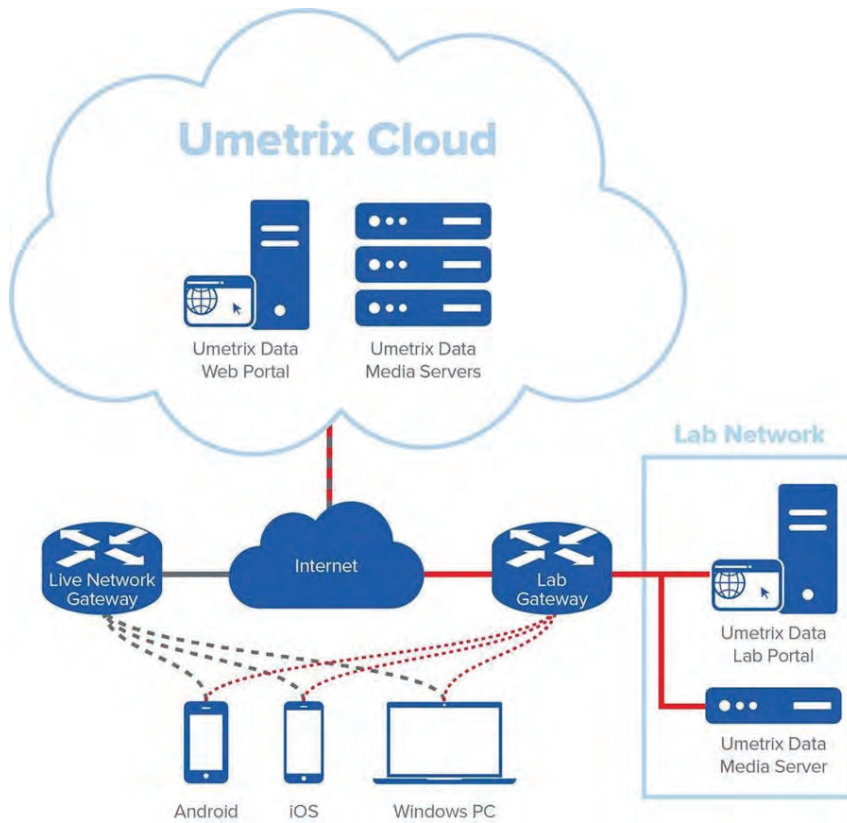 Umetrix Cloud
Umetrix Data
Web Portal
Umetrix Data
Media Servers
Lab Network
Live Network
Gateway
Internet
Lab
Gateway
Umetrix Data
Lab Portal
Umetrix Data
Media Server
Android
iOS
Windows PC